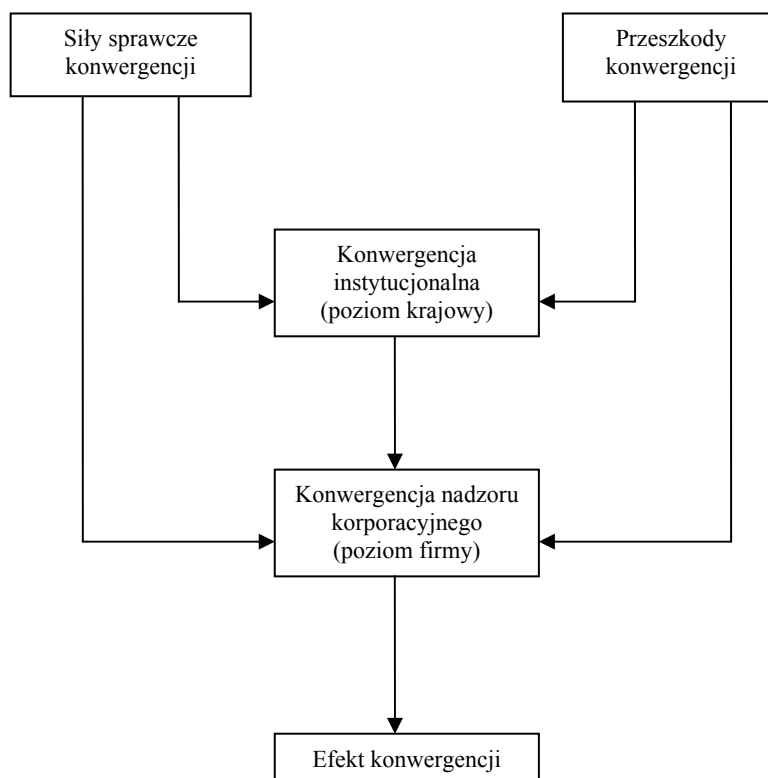 Siły sprawcze
konwergencji
Przeszkody
konwergencji
Konwergencja
instytucjonalna
(poziom krajowy)
Konwergencja nadzoru
korporacyjnego
(poziom firmy)
Efekt konwergencji